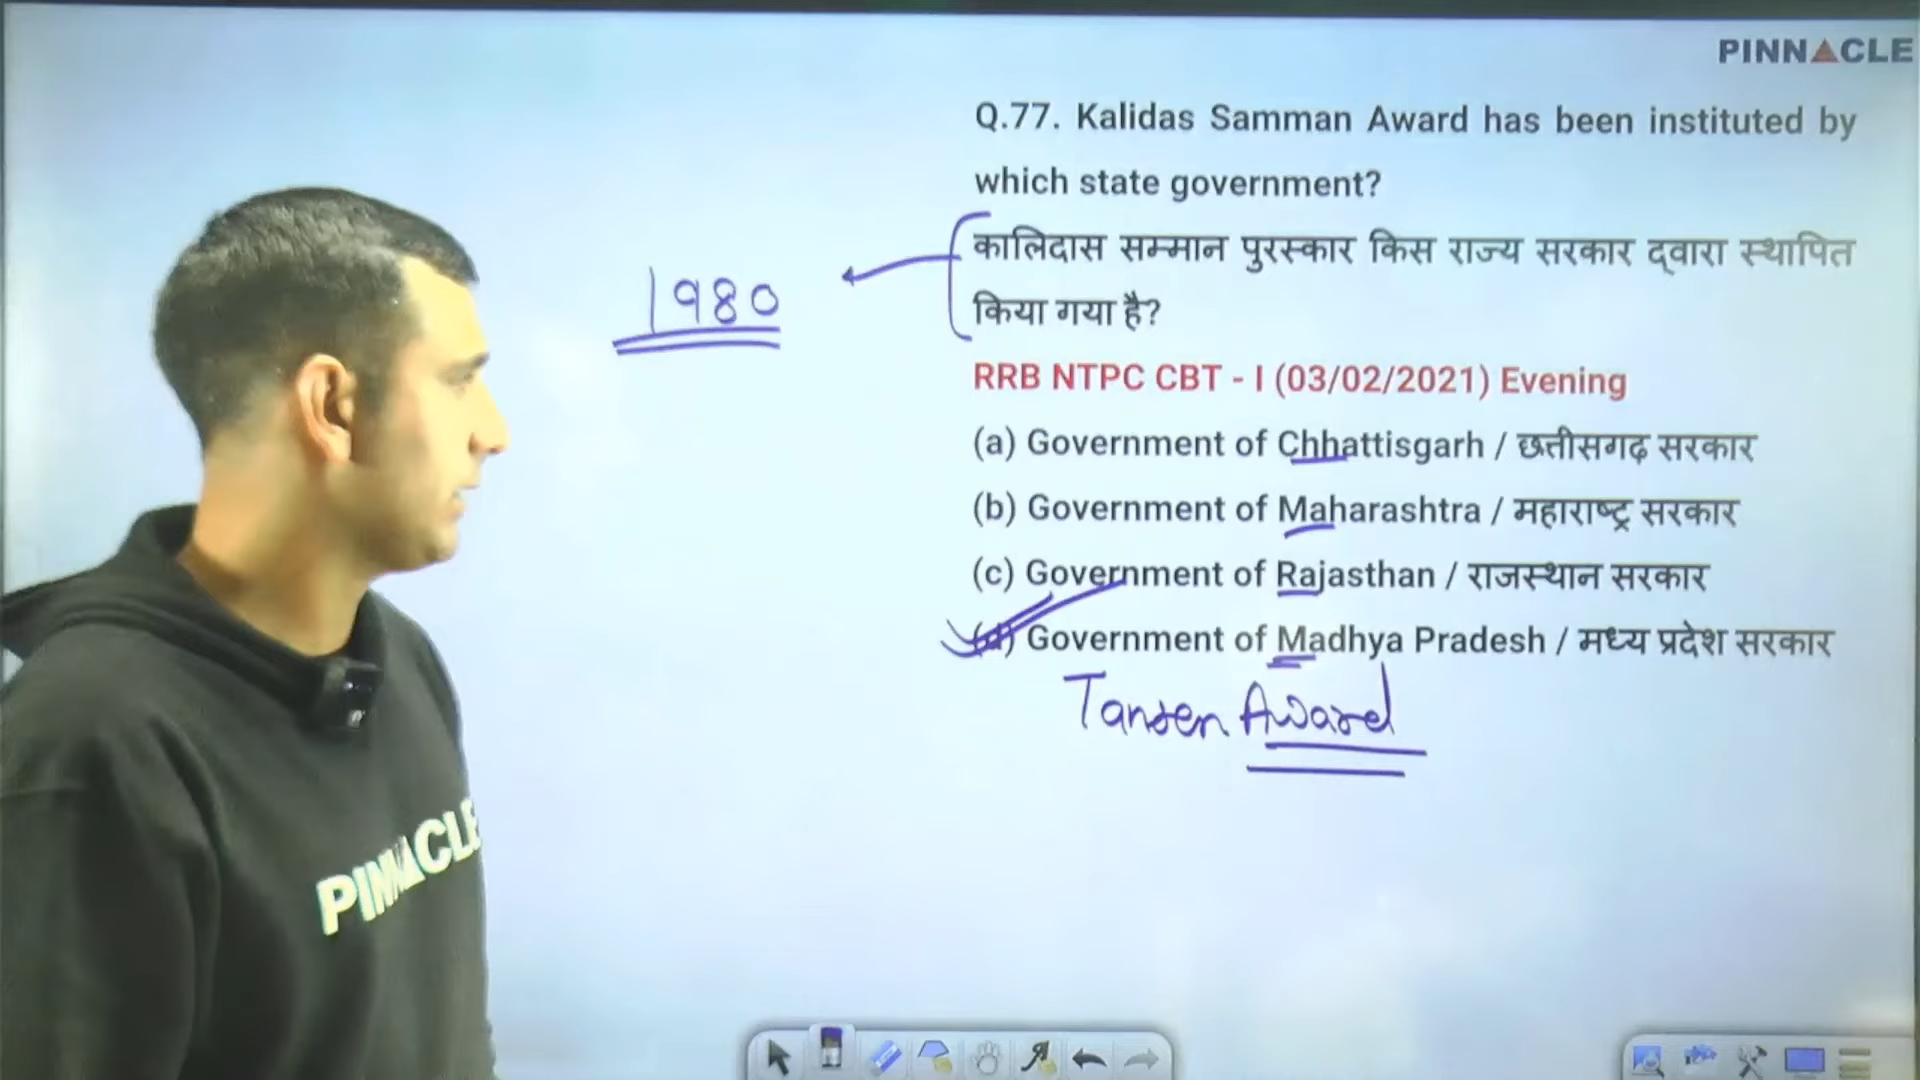 PINNACLE
Q.77. Kalidas Samman Award has been instituted by
which state government?
कालिदास सम्मान पुरस्कार किस राज्य सरकार द्वारा स्थापित
किया गया है?
1980
RRB NTPC CBT - I (03/02/2021) Evening
(a) Government of Chhattisgarh / छत्तीसगढ़ सरकार
(b) Government of Maharashtra / महाराष्ट्र सरकार
(c) Government of Rajasthan / राजस्थान सरकार
(d) Government of Madhya Pradesh / मध्य प्रदेश सरकार
Tansen Award
PINNACLE